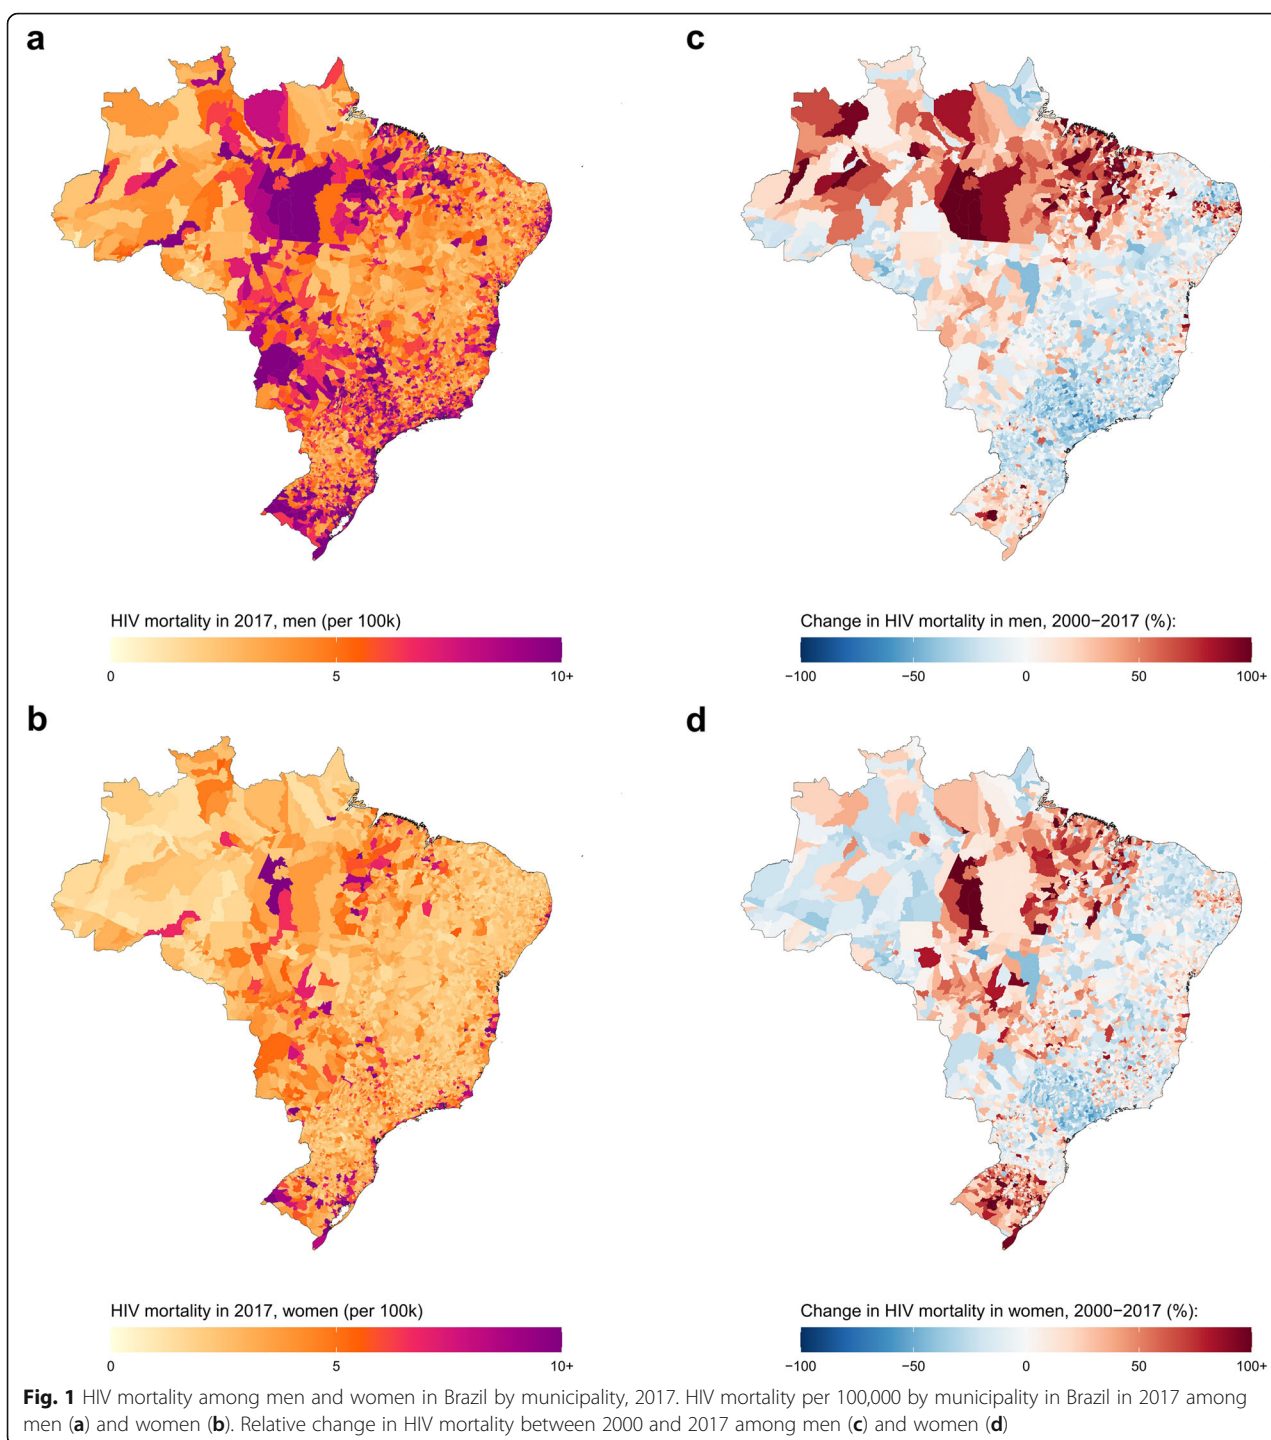 a
c
HIV mortality in 2017, men (per 100k)
0 5 10+
Change in HIV mortality in men, 2000−2017 (%):
−100 −50 0 50 100+
b
d
HIV mortality in 2017, women (per 100k)
0 5 10+
Change in HIV mortality in women, 2000−2017 (%):
−100 −50 0 50 100+
Fig. 1 HIV mortality among men and women in Brazil by municipality, 2017. HIV mortality per 100,000 by municipality in Brazil in 2017 among
men (a) and women (b). Relative change in HIV mortality between 2000 and 2017 among men (c) and women (d)